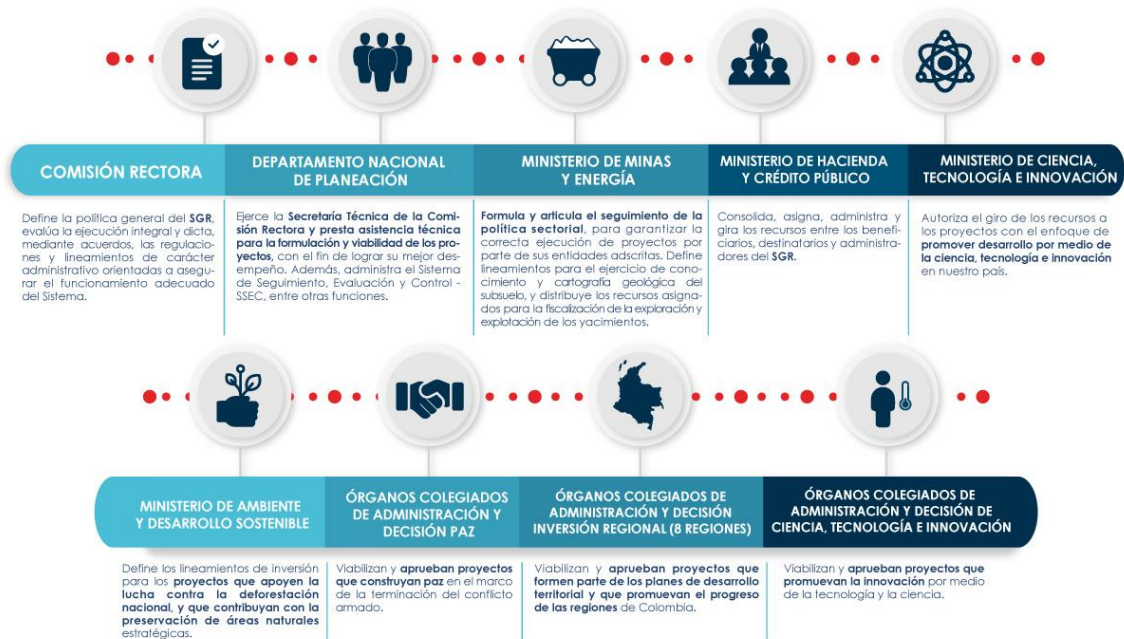 COMISIÓN RECTORA
Define la política general del SGR,
evalúa la ejecución integral y dicta,
mediante acuerdos, las regulacio-
nes y lineamientos de carácter
administrativo orientadas a asegu-
rar el funcionamiento adecuado
del Sistema.
DEPARTAMENTO NACIONAL
DE PLANEACIÓN
Ejerce la Secretaría Técnica de la Comi-
sión Rectora y presta asistencia técnica
para la formulación y viabilidad de los pro-
yectos, con el fin de lograr su mejor des-
empeño. Además, administra el Sistema
de Seguimiento, Evaluación y Control -
SSEC, entre otras funciones.
MINISTERIO DE MINAS
Y ENERGÍA
Formula y articula el seguimiento de la
política sectorial, para garantizar la
correcta ejecución de proyectos por
parte de sus entidades adscritas. Define
lineamientos para el ejercicio de cono-
cimiento y cartografía geológica del
subsuelo, y distribuye los recursos asigna-
dos para la fiscalización de la exploración y
explotación de los yacimientos.
MINISTERIO DE HACIENDA
Y CRÉDITO PÚBLICO
Consolida, asigna, administra y
gira los recursos entre los benefi-
ciarios, destinatarios y administra-
dores del SGR.
MINISTERIO DE CIENCIA,
TECNOLOGÍA E INNOVACIÓN
Autoriza el giro de los recursos a
los proyectos con el enfoque de
promover desarrollo por medio de
la ciencia, tecnología e innovación
en nuestro país.
MINISTERIO DE AMBIENTE
Y DESARROLLO SOSTENIBLE
Define los lineamientos de inversión
para los proyectos que apoyen la
lucha contra la deforestación
nacional, y que contribuyan con la
preservación de áreas naturales
estratégicas.
ÓRGANOS COLEGIADOS
DE ADMINISTRACIÓN Y
DECISIÓN PAZ
Viabilizan y aprueban proyectos
que construyan paz en el marco
de la terminación del conflicto
armado.
ÓRGANOS COLEGIADOS DE
ADMINISTRACIÓN Y DECISIÓN
INVERSIÓN REGIONAL (8 REGIONES)
Viabilizan y aprueban proyectos que
formen parte de los planes de desarrollo
territorial y que promuevan el progreso
de las regiones de Colombia.
ÓRGANOS COLEGIADOS DE
ADMINISTRACIÓN Y DECISIÓN DE
CIENCIA, TECNOLOGÍA E INNOVACIÓN
Viabilizan y aprueban proyectos que
promuevan la innovación por medio
de la tecnología y la ciencia.